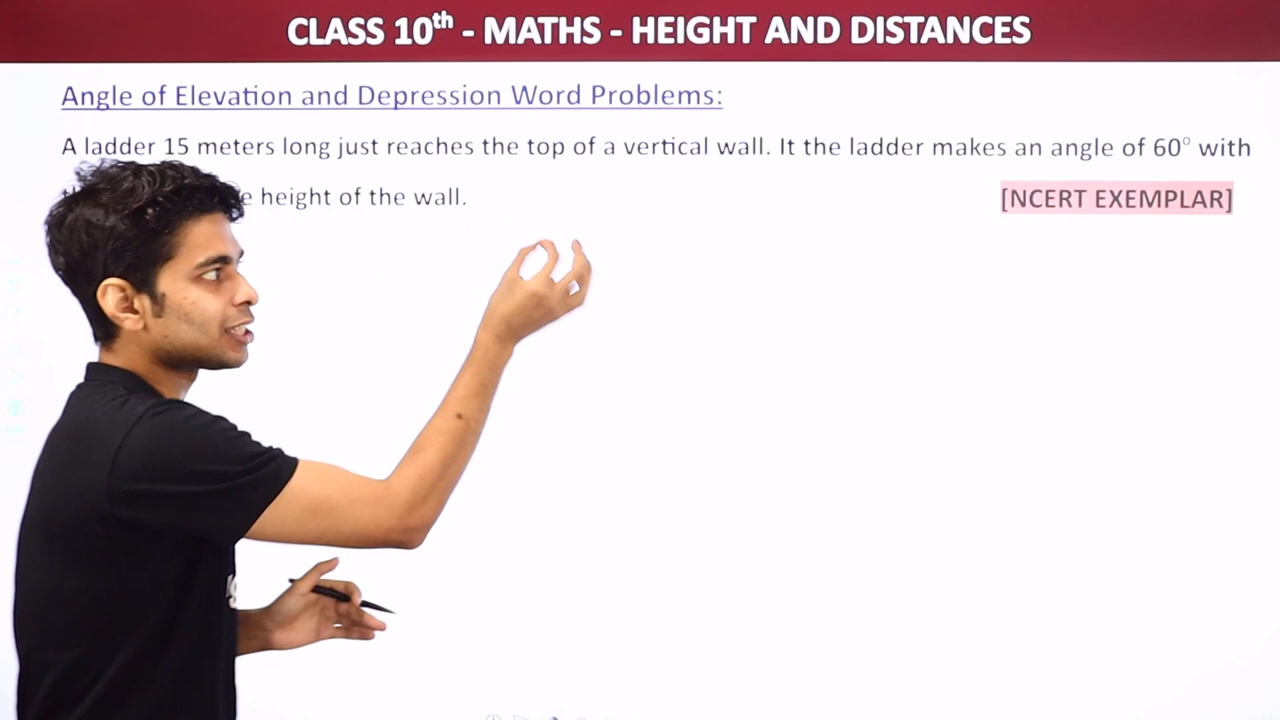 CLASS 10th - MATHS - HEIGHT AND DISTANCES
Angle of Elevation and Depression Word Problems:
A ladder 15 meters long just reaches the top of a vertical wall. It the ladder makes an angle of 60° with
height of the wall.
[NCERT EXEMPLAR]